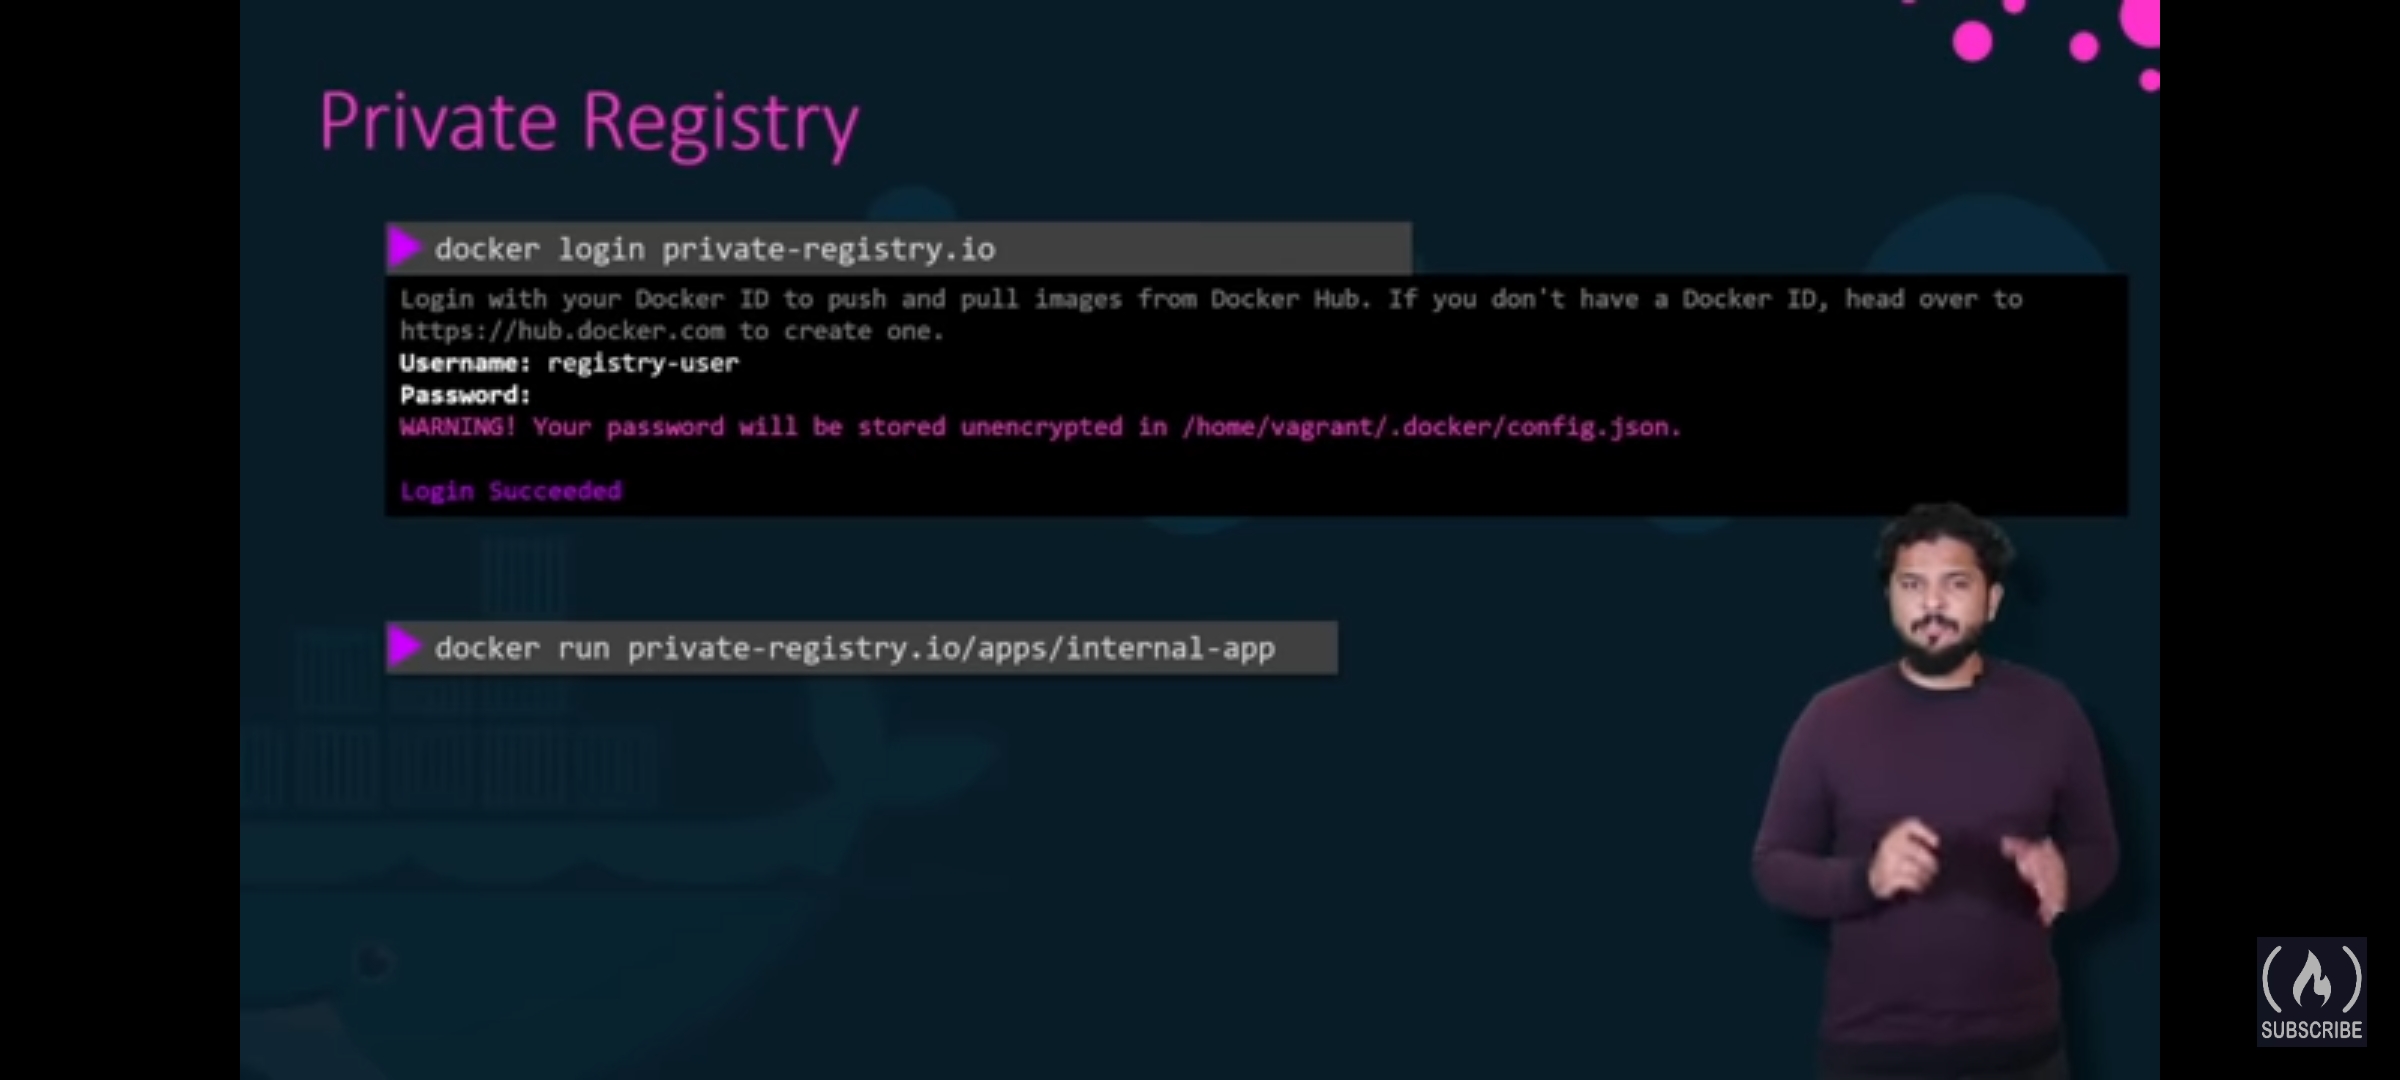 Private Registry
docker login private-registry.io
Login with your Docker ID to push and pull images from Docker Hub. If you don't have a Docker ID, head over to
https://hub.docker.com to create one.
Username: registry-user
Password:
WARNING! Your password will be stored unencrypted in /home/vagrant/.docker/config.json.
Login Succeeded
docker run private-registry.io/apps/internal-app
SUBSCRIBE